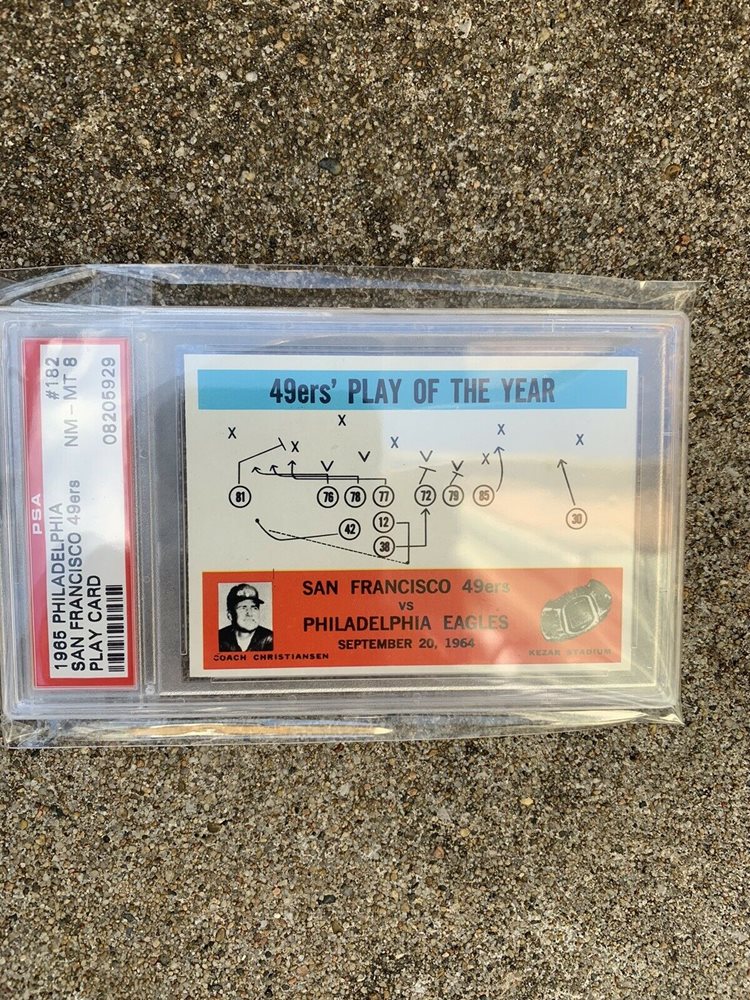 PSA
1965 PHILADELPHIA #182
SAN FRANCISCO 49ers NM - MT 8
PLAY CARD 08205929
49ers' PLAY OF THE YEAR
X X X X X X X
V V V V
81 76 78 77 72 79 85
42 12 30
38
SAN FRANCISCO 49ers
VS
PHILADELPHIA EAGLES
SEPTEMBER 20, 1964
COACH CHRISTIANSEN
KEZAR STADIUM